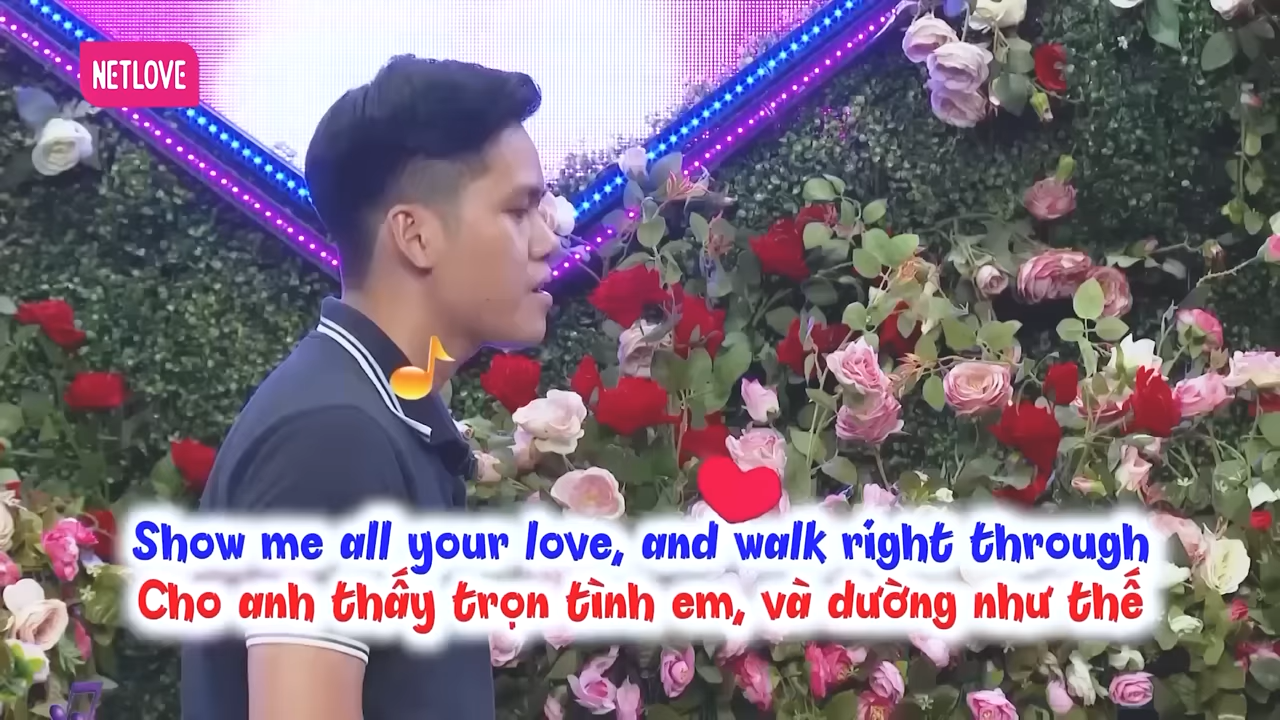 NETLOVE
Show me all your love, and walk right through
Cho anh thấy trọn tình em, và dường như thế